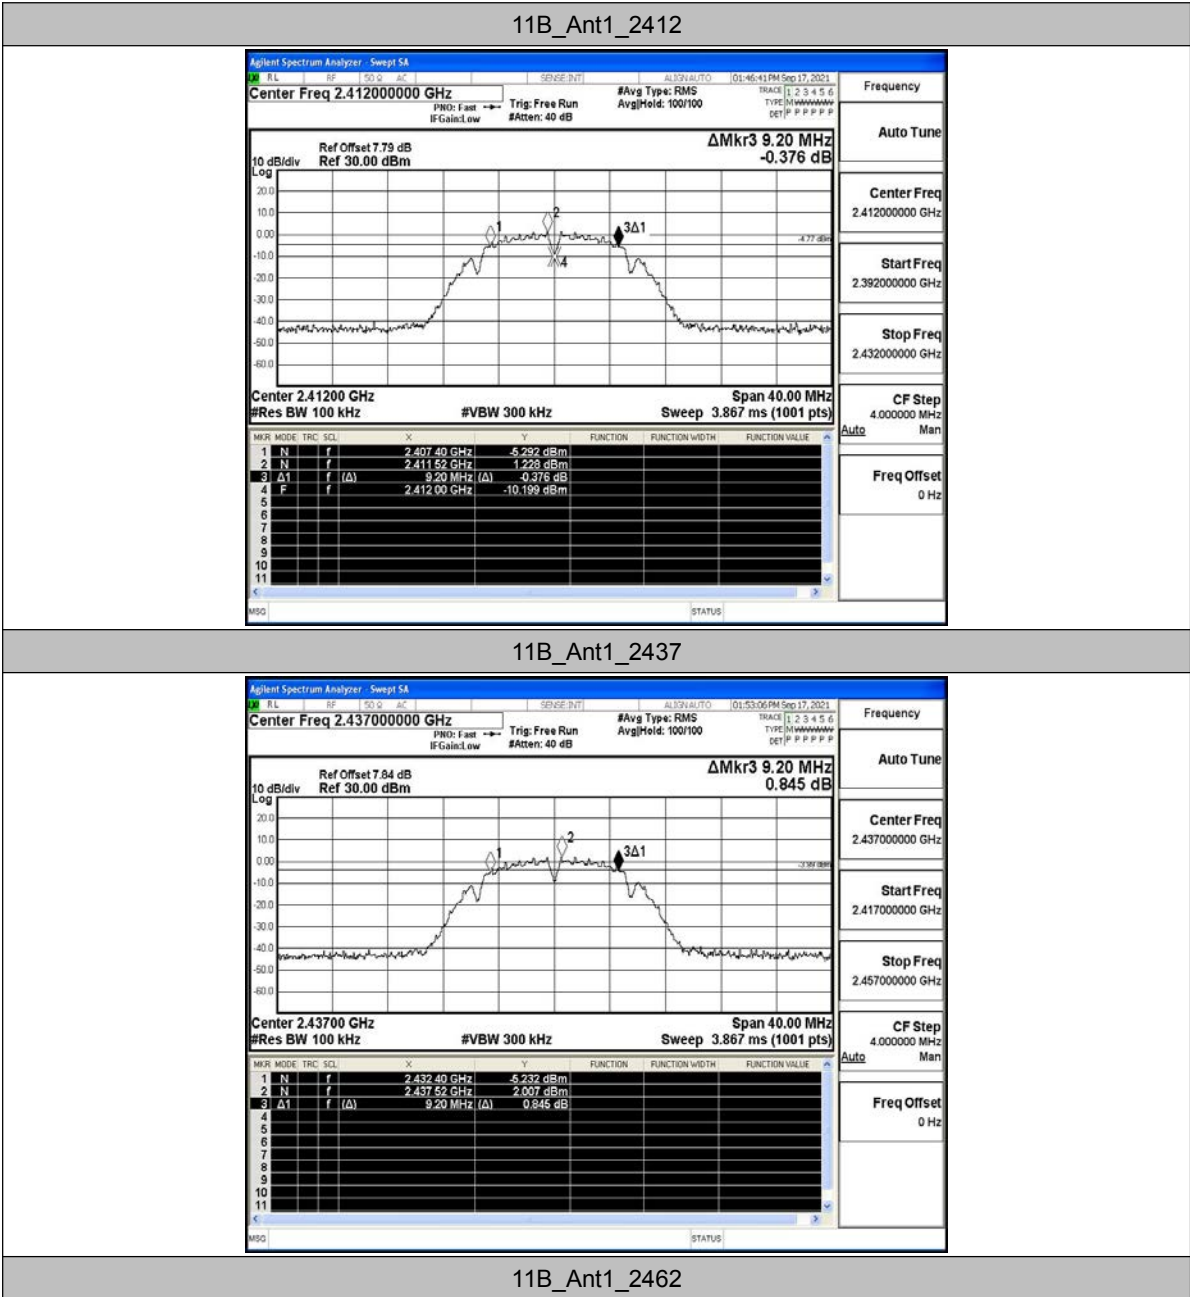 11B_Ant1_2412
Agilent Spectrum Analyzer - Swept SA
RL RF 50 Ω AC SENSE:INT ALIGNAUTO 01:46:41 PM Sep 17, 2021
Center Freq 2.412000000 GHz #Avg Type: RMS TRACE 1 2 3 4 5 6
PNO: Fast Trig: Free Run Avg|Hold: 100/100 TYPE M
IFGain:Low #Atten: 40 dB DET P P P P P P
Frequency
ΔMkr3 9.20 MHz
-0.376 dB
Ref Offset 7.79 dB
10 dB/div Ref 30.00 dBm
Log
20.0
10.0
0.00
-10.0
-20.0
-30.0
-40.0
-50.0
-60.0
1
2
3Δ1
4
-4.77 dBm
Center 2.41200 GHz Span 40.00 MHz
#Res BW 100 kHz #VBW 300 kHz Sweep 3.867 ms (1001 pts)
MKR MODE TRC SCL X Y FUNCTION FUNCTION WIDTH FUNCTION VALUE
1 N f 2.407 40 GHz -5.292 dBm
2 N f 2.411 52 GHz 1.228 dBm
3 Δ1 f (Δ) 9.20 MHz (Δ) -0.376 dB
4 F f 2.412 00 GHz -10.199 dBm
5
6
7
8
9
10
11
MSG STATUS
Auto Tune
Center Freq
2.412000000 GHz
Start Freq
2.392000000 GHz
Stop Freq
2.432000000 GHz
CF Step
4.000000 MHz
Auto Man
Freq Offset
0 Hz
11B_Ant1_2437
Agilent Spectrum Analyzer - Swept SA
RL RF 50 Ω AC SENSE:INT ALIGNAUTO 01:53:06 PM Sep 17, 2021
Center Freq 2.437000000 GHz #Avg Type: RMS TRACE 1 2 3 4 5 6
PNO: Fast Trig: Free Run Avg|Hold: 100/100 TYPE M
IFGain:Low #Atten: 40 dB DET P P P P P P
Frequency
ΔMkr3 9.20 MHz
0.845 dB
Ref Offset 7.84 dB
10 dB/div Ref 30.00 dBm
Log
20.0
10.0
0.00
-10.0
-20.0
-30.0
-40.0
-50.0
-60.0
1
2
3Δ1
Center 2.43700 GHz Span 40.00 MHz
#Res BW 100 kHz #VBW 300 kHz Sweep 3.867 ms (1001 pts)
MKR MODE TRC SCL X Y FUNCTION FUNCTION WIDTH FUNCTION VALUE
1 N f 2.432 40 GHz -5.232 dBm
2 N f 2.437 52 GHz 2.007 dBm
3 Δ1 f (Δ) 9.20 MHz (Δ) 0.845 dB
4
5
6
7
8
9
10
11
MSG STATUS
Auto Tune
Center Freq
2.437000000 GHz
Start Freq
2.417000000 GHz
Stop Freq
2.457000000 GHz
CF Step
4.000000 MHz
Auto Man
Freq Offset
0 Hz
11B_Ant1_2462